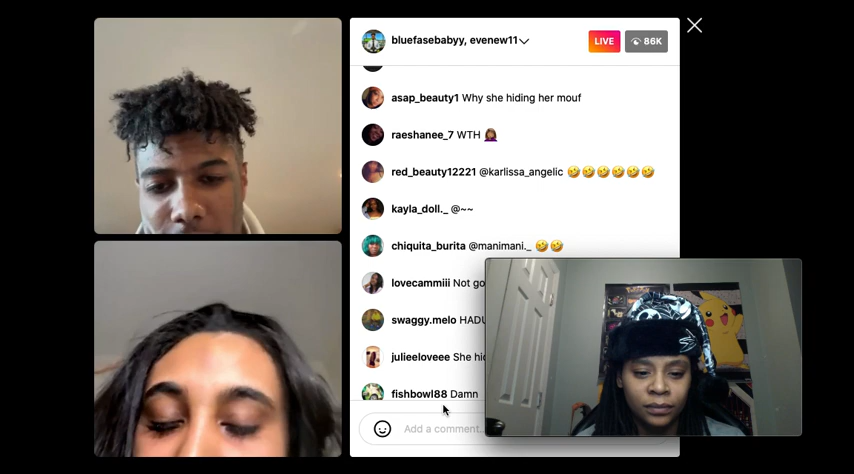 bluefasebabyy, evenew11
LIVE
86K
asap_beauty1 Why she hiding her mouf
raeshanee_7 WTH 🤦🏾‍♀️
red_beauty12221 @karlissa_angelic 🤣🤣🤣🤣🤣🤣
kayla_doll._ @~~
chiquita_burita @manimani._ 🤣🤣
lovecammiii Not go
swaggy.melo HADU
julieeloveee She hid
fishbowl88 Damn
Add a comment...